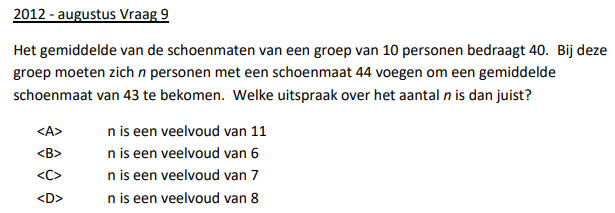 2012 - augustus Vraag 9
Het gemiddelde van de schoenmaten van een groep van 10 personen bedraagt 40.  Bij deze
groep moeten zich n personen met een schoenmaat 44 voegen om een gemiddelde
schoenmaat van 43 te bekomen.  Welke uitspraak over het aantal n is dan juist?
<A> n is een veelvoud van 11
<B> n is een veelvoud van 6
<C> n is een veelvoud van 7
<D> n is een veelvoud van 8